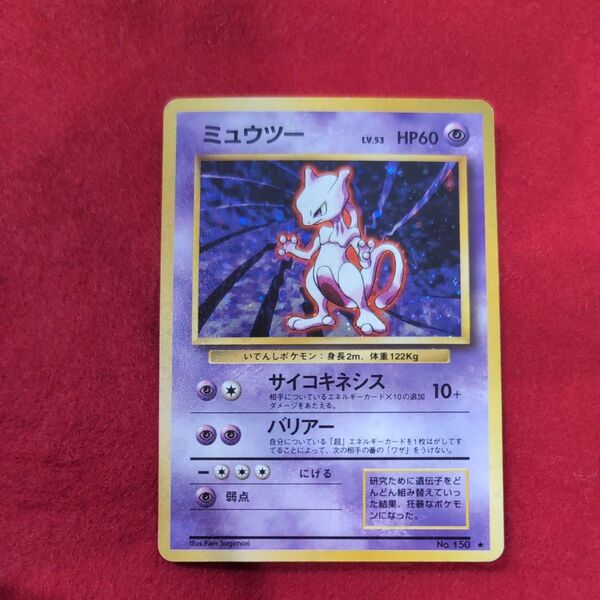 ミュウツー LV.53 HP60
いでんしポケモン：身長2m、体重122Kg
サイコキネシス 10+
相手についているエネルギーカード×10の追加
ダメージをあたえる。
バリアー
自分についている「超」エネルギーカードを1枚はがしてす
てることによって、次の相手の番の「ワザ」をうけない。
にげる
弱点
研究ために遺伝子をど
んどん組み替えていっ
た結果、狂暴なポケモ
ンになった。
Illus.Ken Sugimori No.150 ★